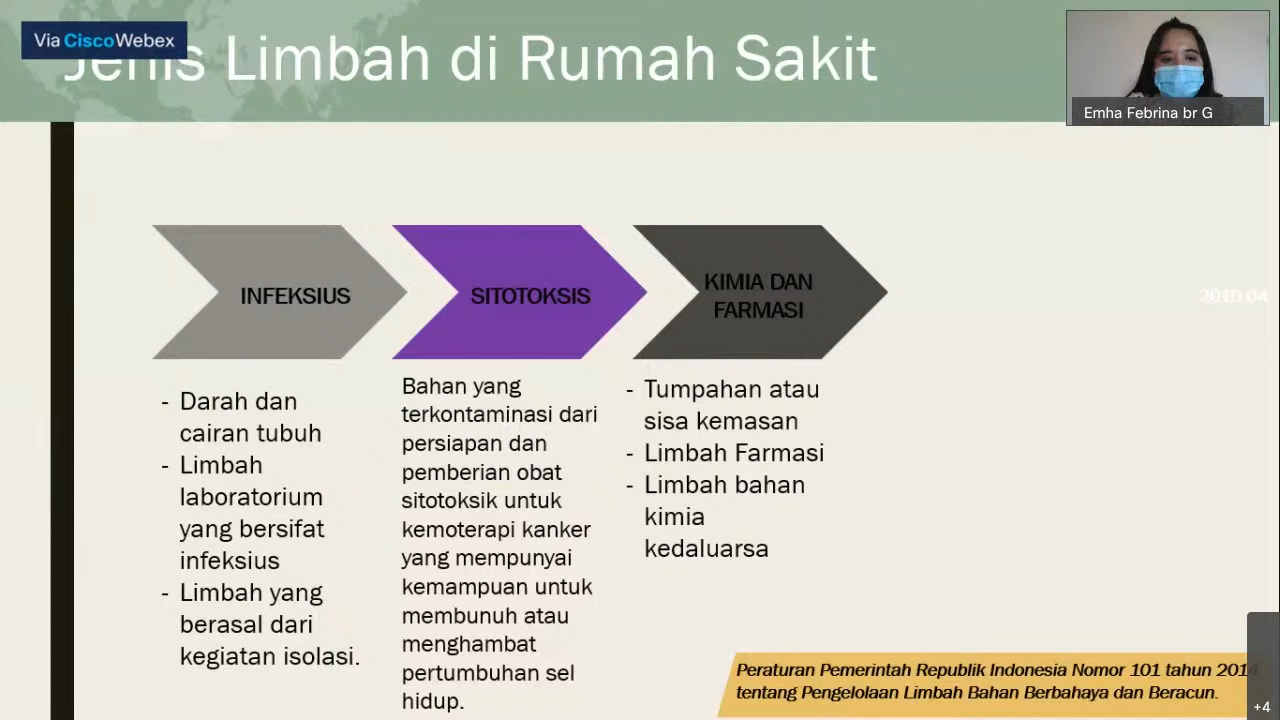 Via CiscoWebex
Jenis Limbah di Rumah Sakit
Emha Febrina br G
INFEKSIUS
SITOTOKSIS
KIMIA DAN
FARMASI
2010.04
- Darah dan
cairan tubuh
- Limbah
laboratorium
yang bersifat
infeksius
- Limbah yang
berasal dari
kegiatan isolasi.
Bahan yang
terkontaminasi dari
persiapan dan
pemberian obat
sitotoksik untuk
kemoterapi kanker
yang mempunyai
kemampuan untuk
membunuh atau
menghambat
pertumbuhan sel
hidup.
- Tumpahan atau
sisa kemasan
- Limbah Farmasi
- Limbah bahan
kimia
kedaluarsa
Peraturan Pemerintah Republik Indonesia Nomor 101 tahun 2014
tentang Pengelolaan Limbah Bahan Berbahaya dan Beracun.
+4